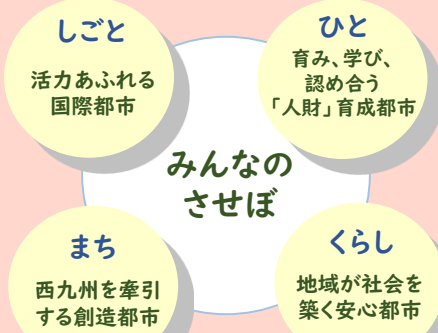 しごと
活力あふれる
国際都市
ひと
育み、学び、
認め合う
「人財」育成都市
みんなの
させぼ
まち
西九州を牽引
する創造都市
くらし
地域が社会を
築く安心都市